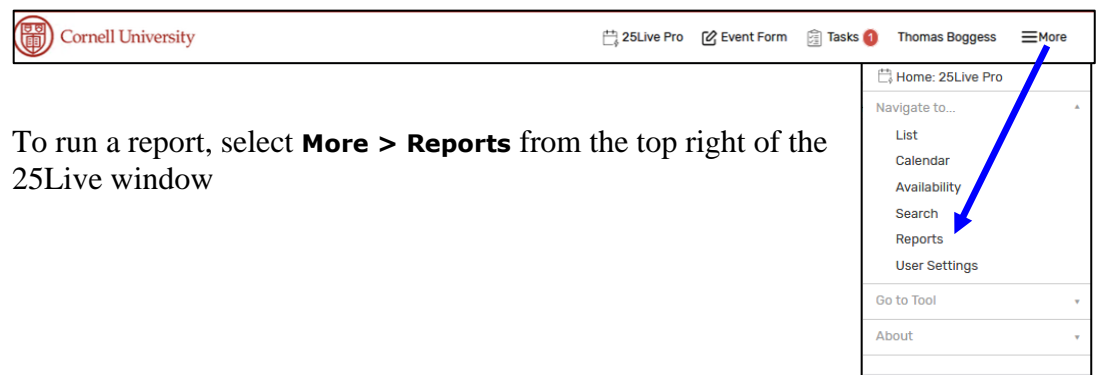 Cornell University 25Live Pro Event Form Tasks 1 Thomas Boggess More
Home: 25Live Pro
Navigate to...
List
Calendar
Availability
Search
Reports
User Settings
Go to Tool
About
To run a report, select More > Reports from the top right of the
25Live window